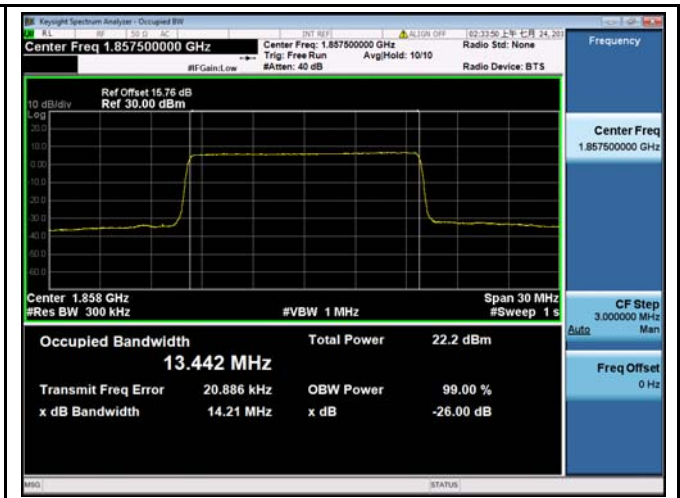 Keysight Spectrum Analyzer - Occupied BW
RL RF 50 Ω AC INT REF ALIGN OFF 02:33:50 上午 七月 24, 201
Center Freq 1.857500000 GHz
Center Freq: 1.857500000 GHz
Radio Std: None
Trig: Free Run Avg|Hold: 10/10
#IFGain:Low
#Atten: 40 dB
Radio Device: BTS
Frequency
Ref Offset 15.76 dB
10 dB/div Ref 30.00 dBm
Log
20.0
10.0
0.00
10.0
20.0
30.0
40.0
50.0
60.0
Center Freq
1.857500000 GHz
Center 1.858 GHz Span 30 MHz
#Res BW 300 kHz #VBW 1 MHz #Sweep 1 s
CF Step
3.000000 MHz
Auto Man
Occupied Bandwidth Total Power 22.2 dBm
13.442 MHz
Transmit Freq Error 20.886 kHz OBW Power 99.00 %
x dB Bandwidth 14.21 MHz x dB -26.00 dB
Freq Offset
0 Hz
MSG STATUS